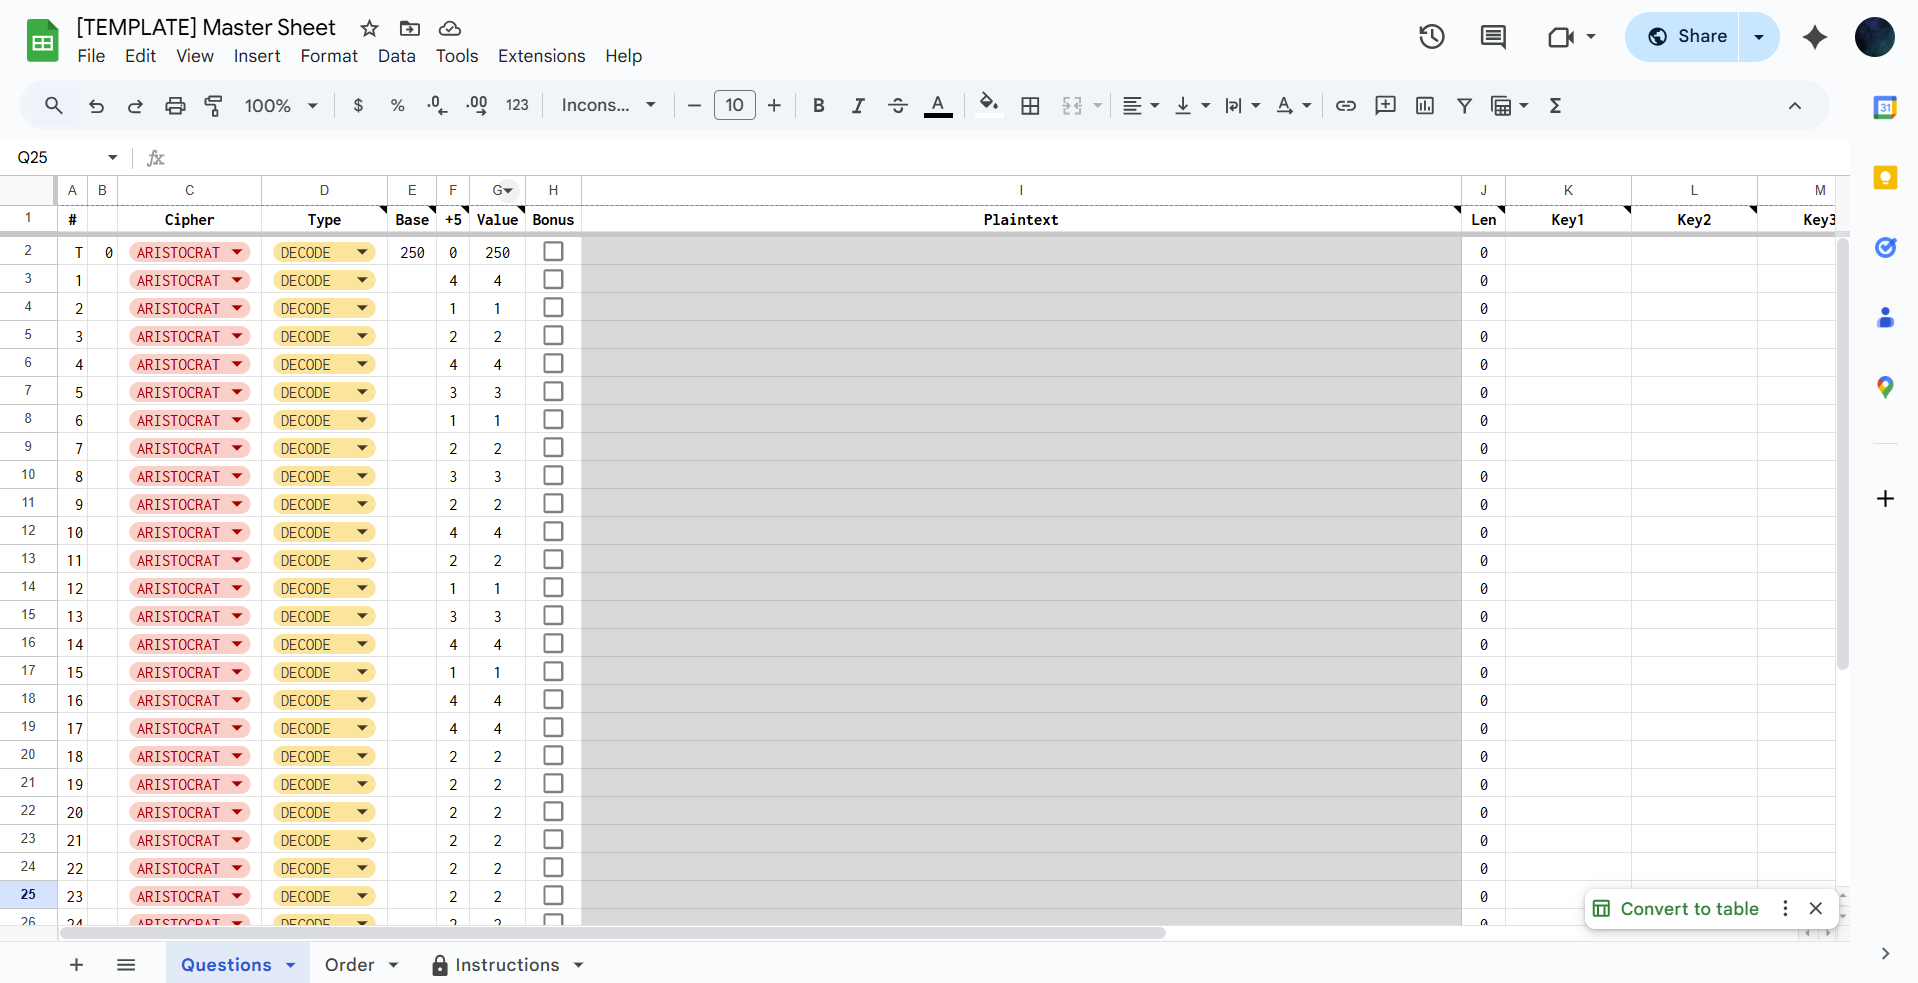 [TEMPLATE] Master Sheet
File Edit View Insert Format Data Tools Extensions Help
Share
100% $ % .0 .00 123 Incons... 10 B I S A
31
Q25 fx
A B C D E F G H I J K L M
1 # Cipher Type Base +5 Value Bonus Plaintext Len Key1 Key2 Key3
2 T 0 ARISTOCRAT DECODE 250 0 250 0
3 1 ARISTOCRAT DECODE 4 4 0
4 2 ARISTOCRAT DECODE 1 1 0
5 3 ARISTOCRAT DECODE 2 2 0
6 4 ARISTOCRAT DECODE 4 4 0
7 5 ARISTOCRAT DECODE 3 3 0
8 6 ARISTOCRAT DECODE 1 1 0
9 7 ARISTOCRAT DECODE 2 2 0
10 8 ARISTOCRAT DECODE 3 3 0
11 9 ARISTOCRAT DECODE 2 2 0
12 10 ARISTOCRAT DECODE 4 4 0
13 11 ARISTOCRAT DECODE 2 2 0
14 12 ARISTOCRAT DECODE 1 1 0
15 13 ARISTOCRAT DECODE 3 3 0
16 14 ARISTOCRAT DECODE 4 4 0
17 15 ARISTOCRAT DECODE 1 1 0
18 16 ARISTOCRAT DECODE 4 4 0
19 17 ARISTOCRAT DECODE 4 4 0
20 18 ARISTOCRAT DECODE 2 2 0
21 19 ARISTOCRAT DECODE 2 2 0
22 20 ARISTOCRAT DECODE 2 2 0
23 21 ARISTOCRAT DECODE 2 2 0
24 22 ARISTOCRAT DECODE 2 2 0
25 23 ARISTOCRAT DECODE 2 2 0
26 24 ARISTOCRAT DECODE 2 2 0
Convert to table
Questions Order Instructions